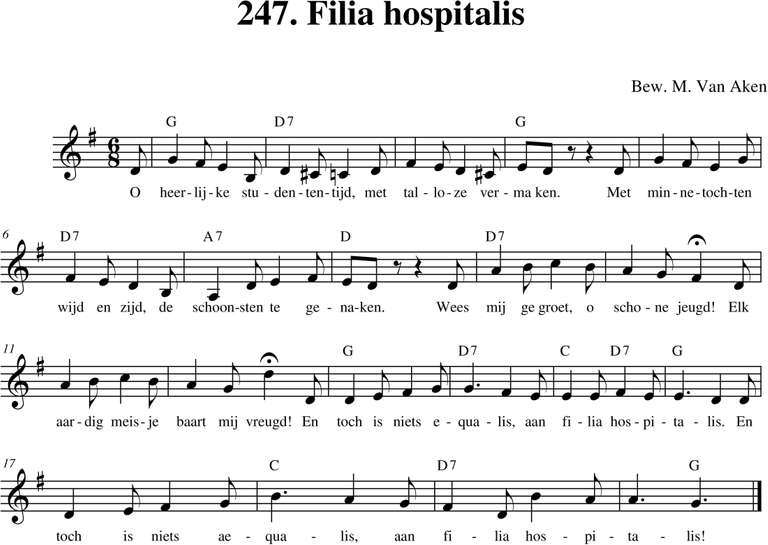 247. Filia hospitalis
Bew. M. Van Aken
G D7 G
6 8
O heer-lij-ke stu-den-ten-tijd, met tal-lo-ze ver-ma ken. Met min-ne-toch-ten
6 D7 A7 D D7
wijd en zijd, de schoon-sten te ge-na-ken. Wees mij ge groet, o scho-ne jeugd! Elk
11 G D7 C D7 G
aar-dig meis-je baart mij vreugd! En toch is niets e-qua-lis, aan fi-lia hos-pi-ta-lis. En
17 C D7 G
toch is niets ae-qua-lis, aan fi-lia hos-pi-ta-lis!